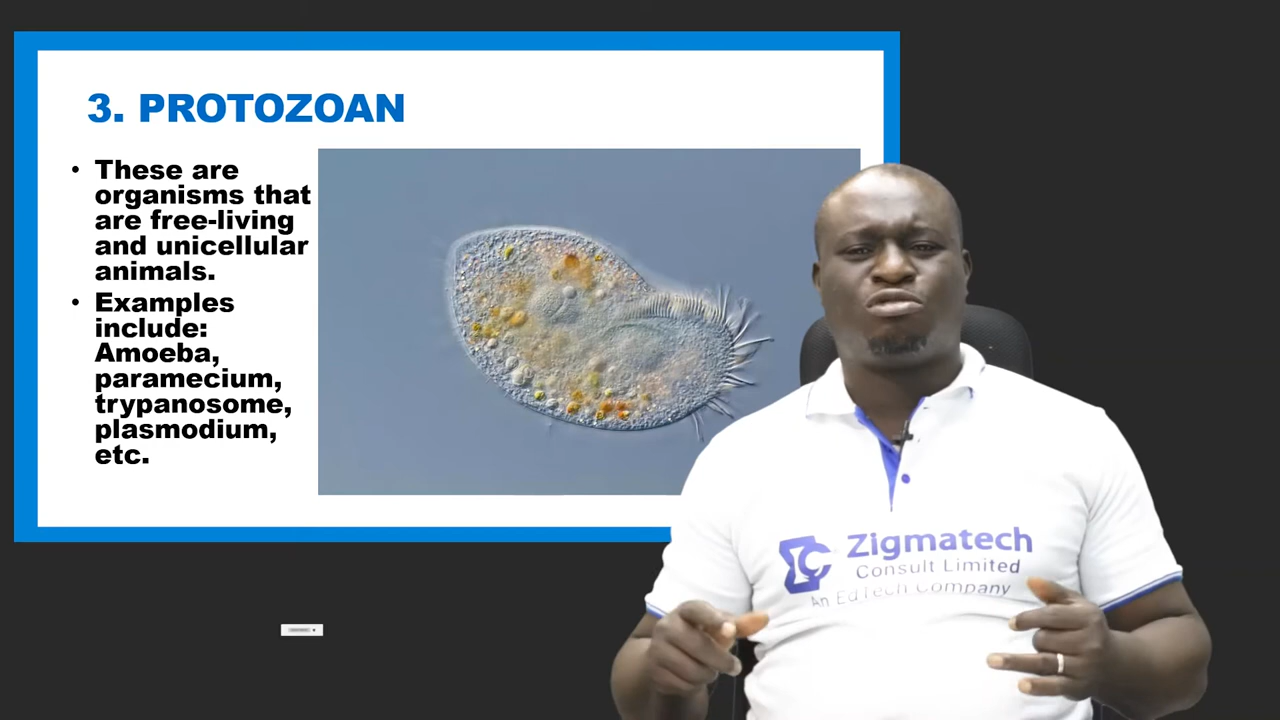 3. PROTOZOAN
• These are
organisms that
are free-living
and unicellular
animals.
• Examples
include:
Amoeba,
paramecium,
trypanosome,
plasmodium,
etc.
Zigmatech
Consult Limited
An EdTech Company